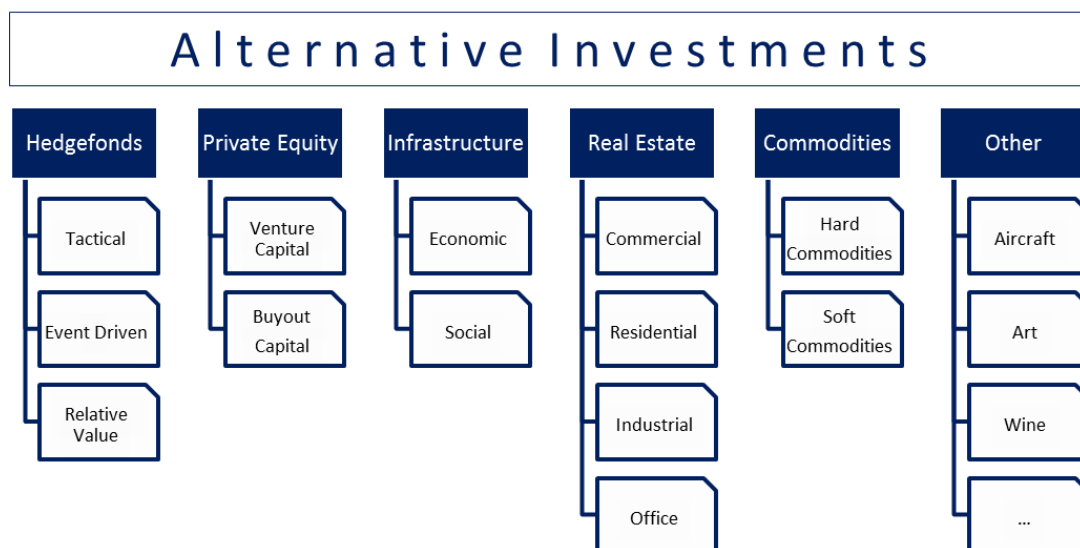 Alternative Investments
Hedgefonds
Tactical
Event Driven
Relative
Value
Private Equity
Venture
Capital
Buyout
Capital
Infrastructure
Economic
Social
Real Estate
Commercial
Residential
Industrial
Office
Commodities
Hard
Commodities
Soft
Commodities
Other
Aircraft
Art
Wine
...